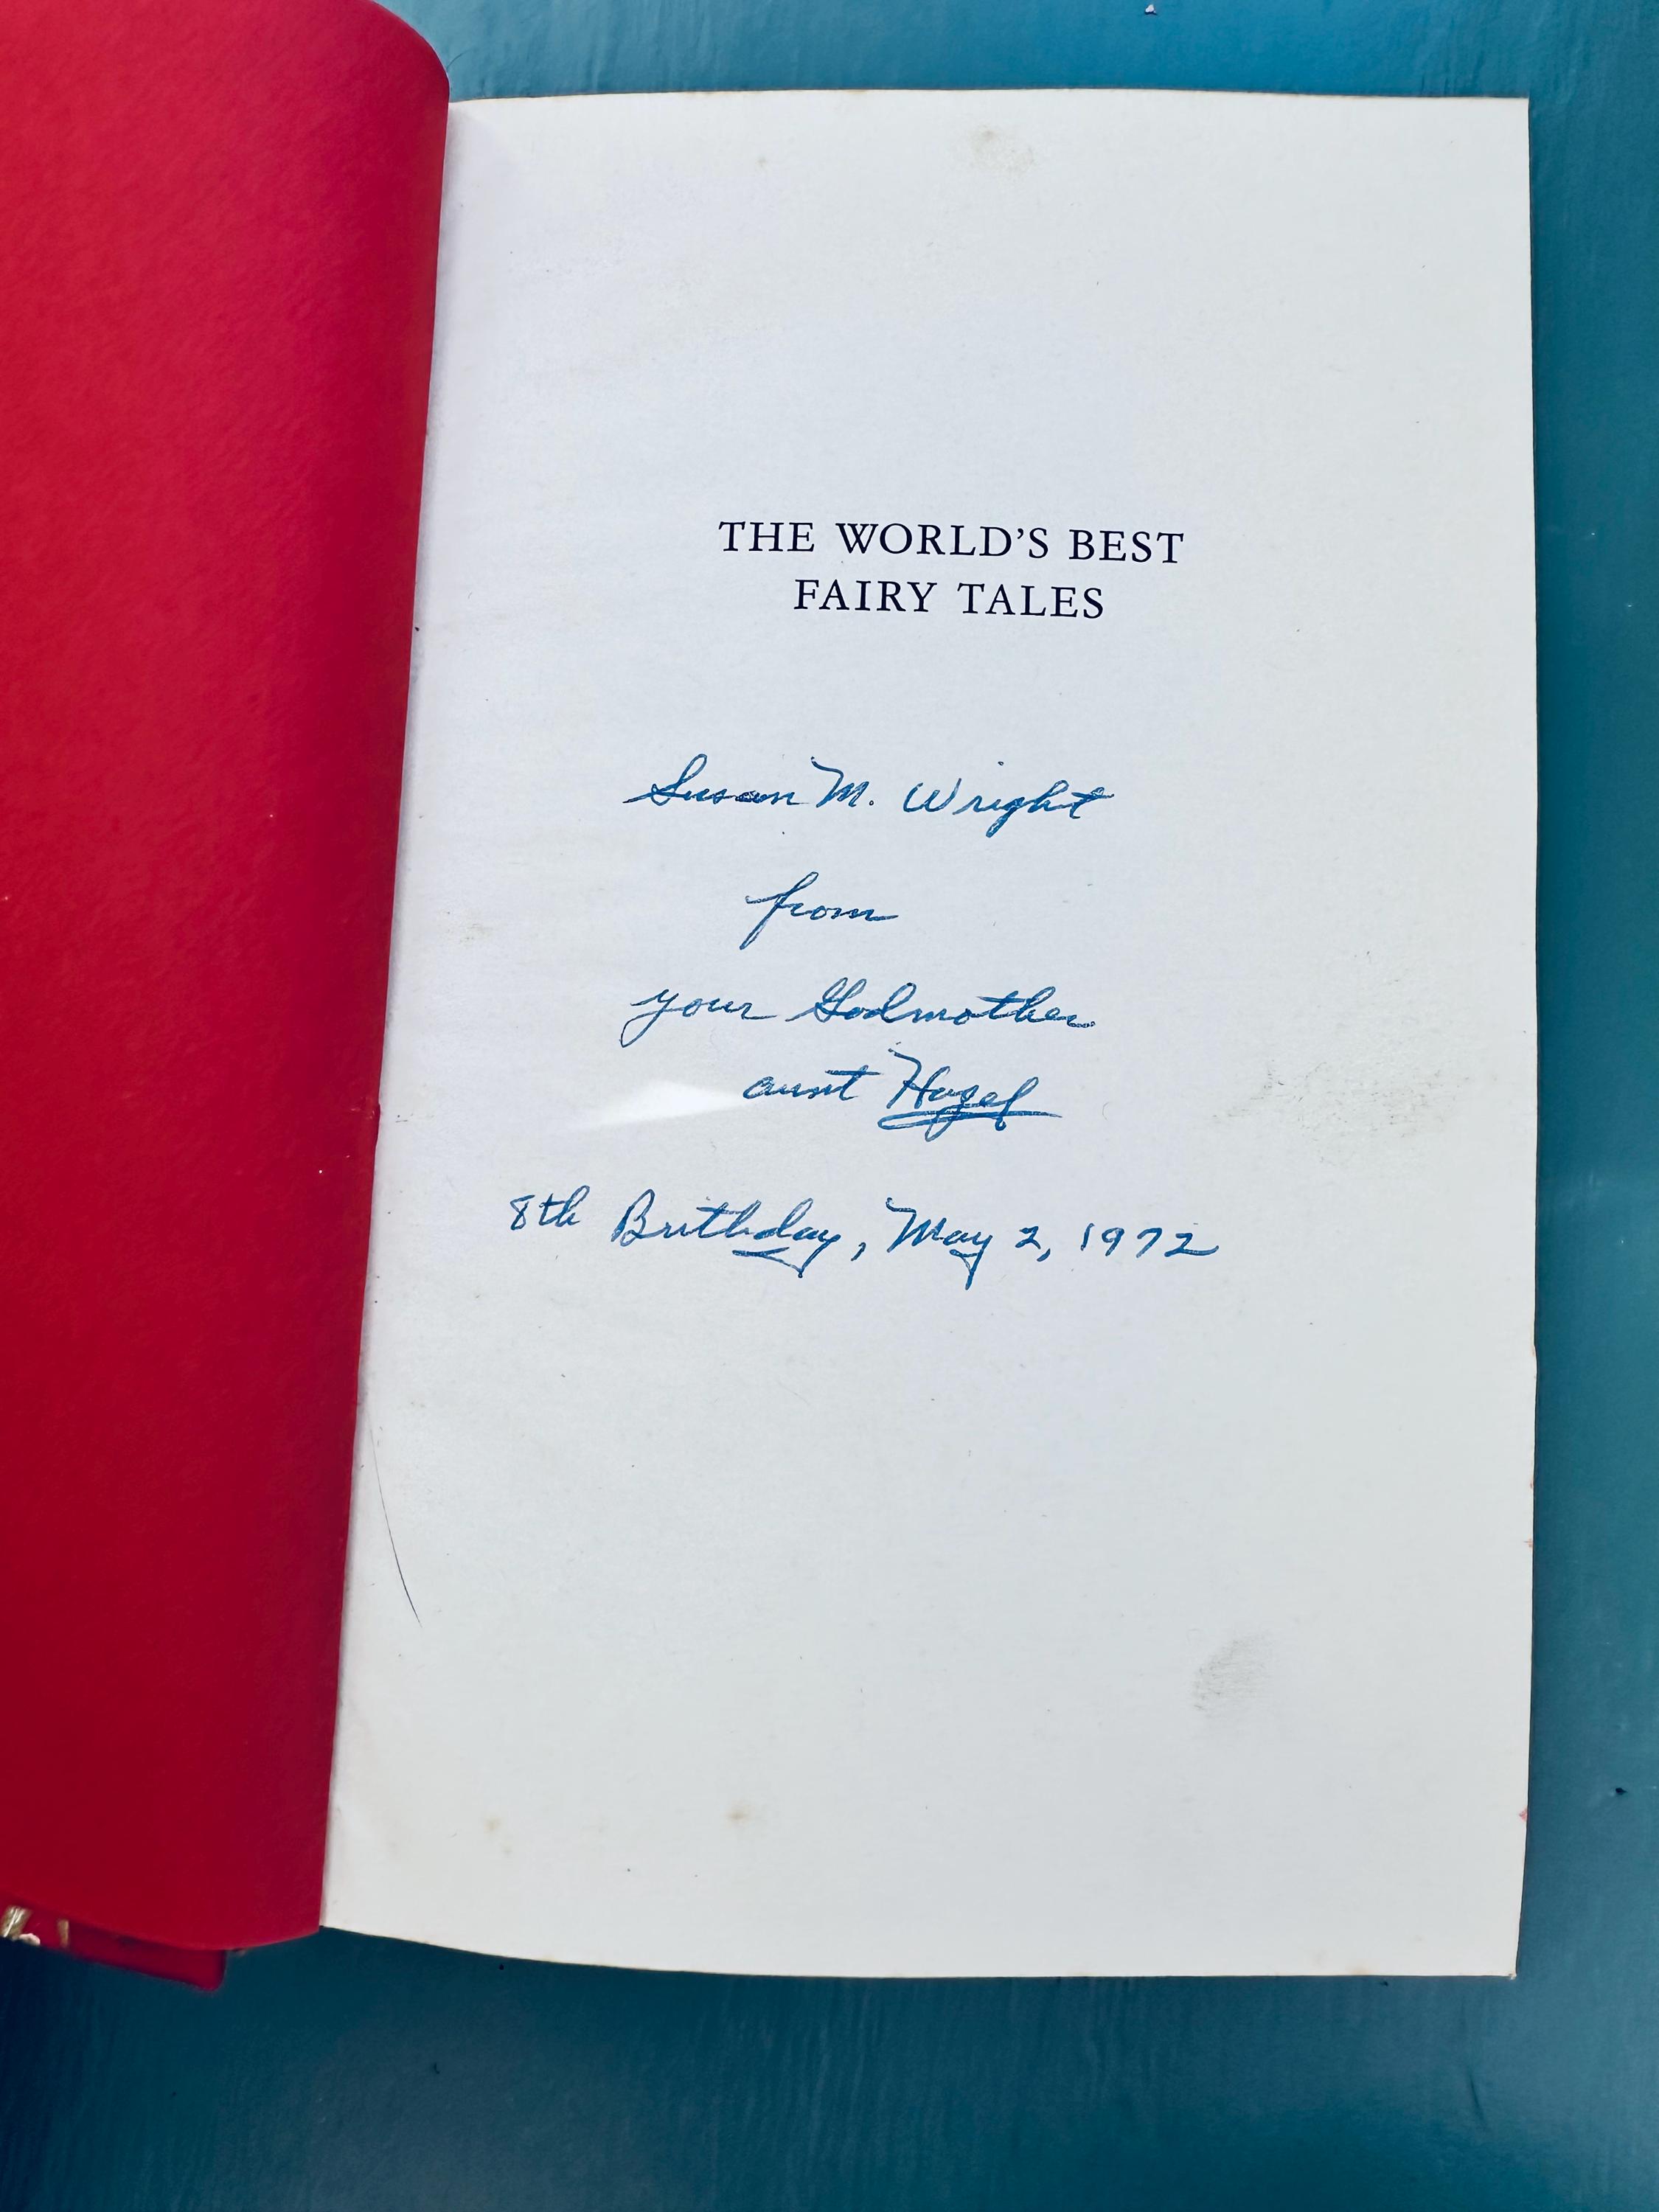 THE WORLD'S BEST
FAIRY TALES
Susan M. Wright
from
your Godmother
aunt Hazel
8th Birthday, May 2, 1972